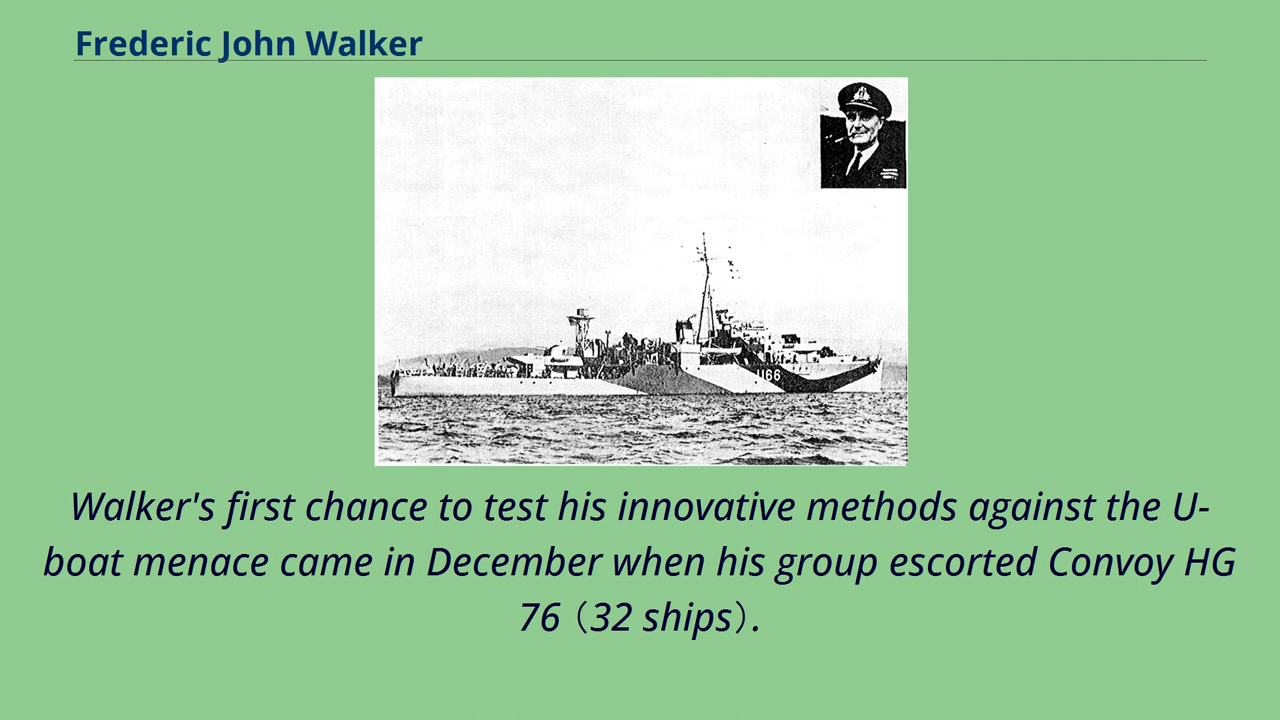 Frederic John Walker
U66
Walker's first chance to test his innovative methods against the U-
boat menace came in December when his group escorted Convoy HG
76 (32 ships).